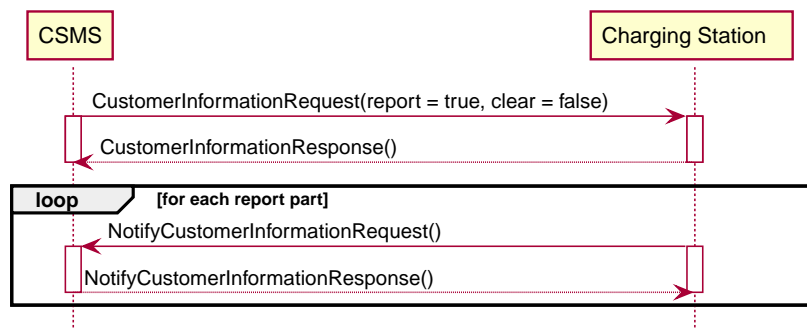 CSMS
Charging Station
CustomerInformationRequest(report = true, clear = false)
CustomerInformationResponse()
loop
[for each report part]
NotifyCustomerInformationRequest()
NotifyCustomerInformationResponse()